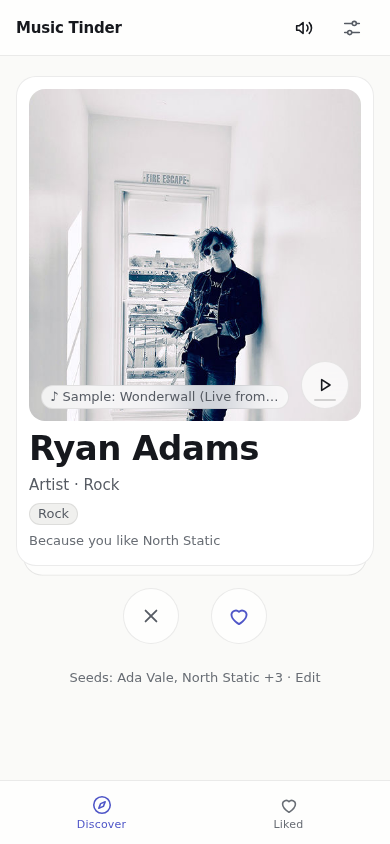 Music Tinder
FIRE ESCAPE
♪ Sample: Wonderwall (Live from…
Ryan Adams
Artist · Rock
Rock
Because you like North Static
Seeds: Ada Vale, North Static +3 · Edit
Discover
Liked